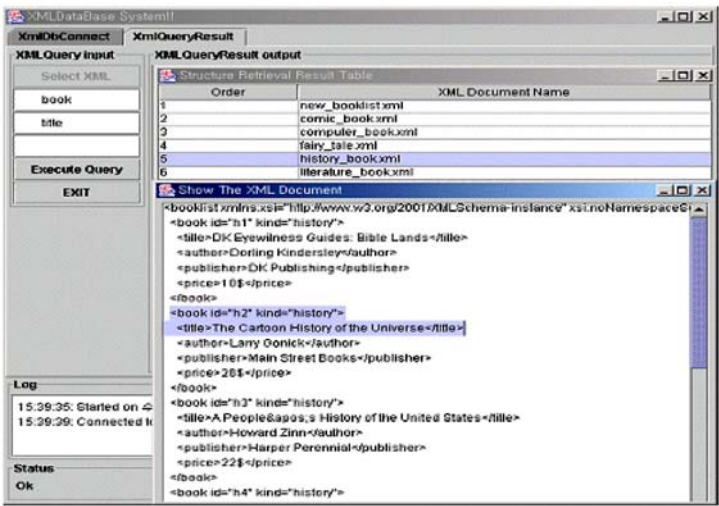 XMLDataBase System!!
XmlDbConnect XmlQueryResult
XMLQuery input XMLQueryResult output
Select XML
book
title
Execute Query
EXIT
Structure Retrieval Result Table
Order XML Document Name
1 new_booklist.xml
2 comic_book.xml
3 computer_book.xml
4 fairy_tale.xml
5 history_book.xml
6 literature_book.xml
Show The XML Document
<booklist xmlns:xsi="http://www.w3.org/2001/XMLSchema-instance" xsi:noNamespaceS
<book id="h1" kind="history">
<title>DK Eyewitness Guides: Bible Lands</title>
<author>Dorling Kindersley</author>
<publisher>DK Publishing</publisher>
<price>10$</price>
</book>
<book id="h2" kind="history">
<title>The Cartoon History of the Universe</title>
<author>Larry Gonick</author>
<publisher>Main Street Books</publisher>
<price>28$</price>
</book>
<book id="h3" kind="history">
<title>A People&apos;s History of the United States</title>
<author>Howard Zinn</author>
<publisher>Harper Perennial</publisher>
<price>22$</price>
</book>
<book id="h4" kind="history">
Log
15:39:35: Started on
15:39:39: Connected to
Status
Ok